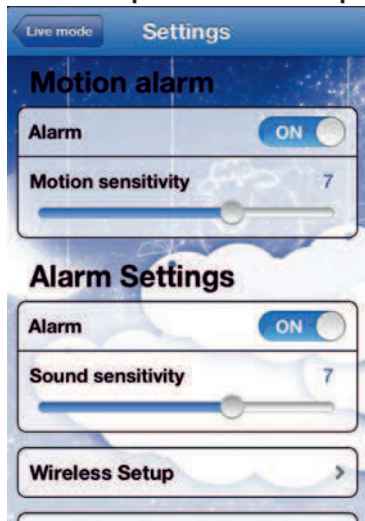 Live mode
Settings
Motion alarm
Alarm ON
Motion sensitivity 7
Alarm Settings
Alarm ON
Sound sensitivity 7
Wireless Setup >